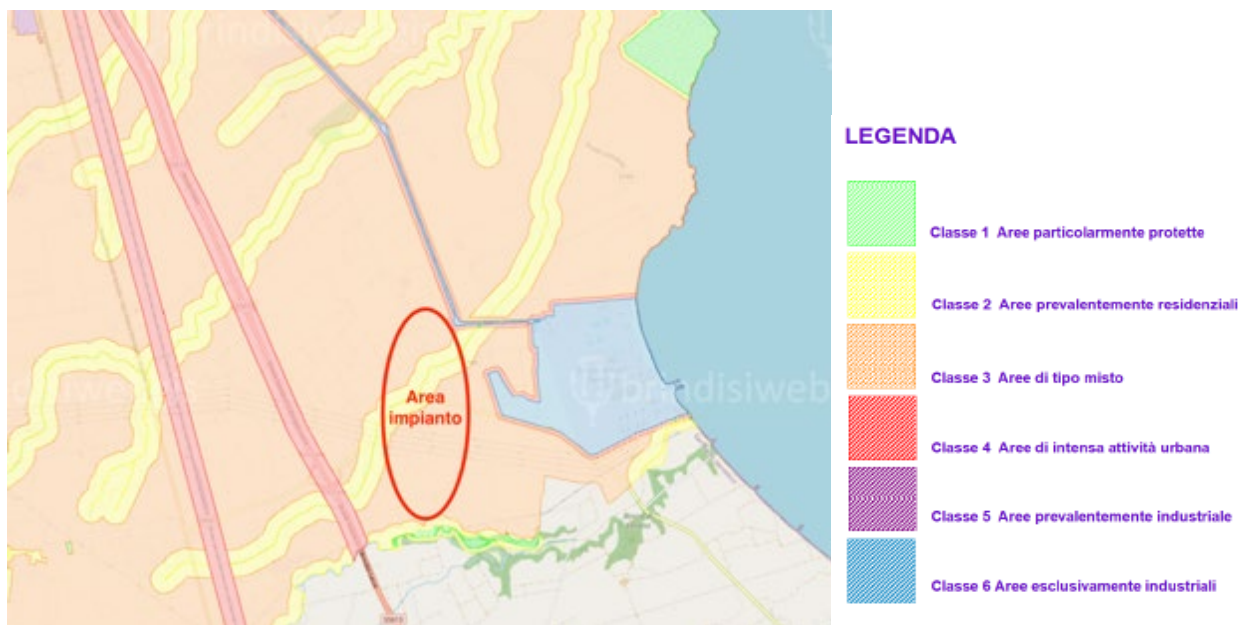 Area
impianto
brindisiweb
LEGENDA
Classe 1 Aree particolarmente protette
Classe 2 Aree prevalentemente residenziali
Classe 3 Aree di tipo misto
Classe 4 Aree di intensa attività urbana
Classe 5 Aree prevalentemente industriale
Classe 6 Aree esclusivamente industriali